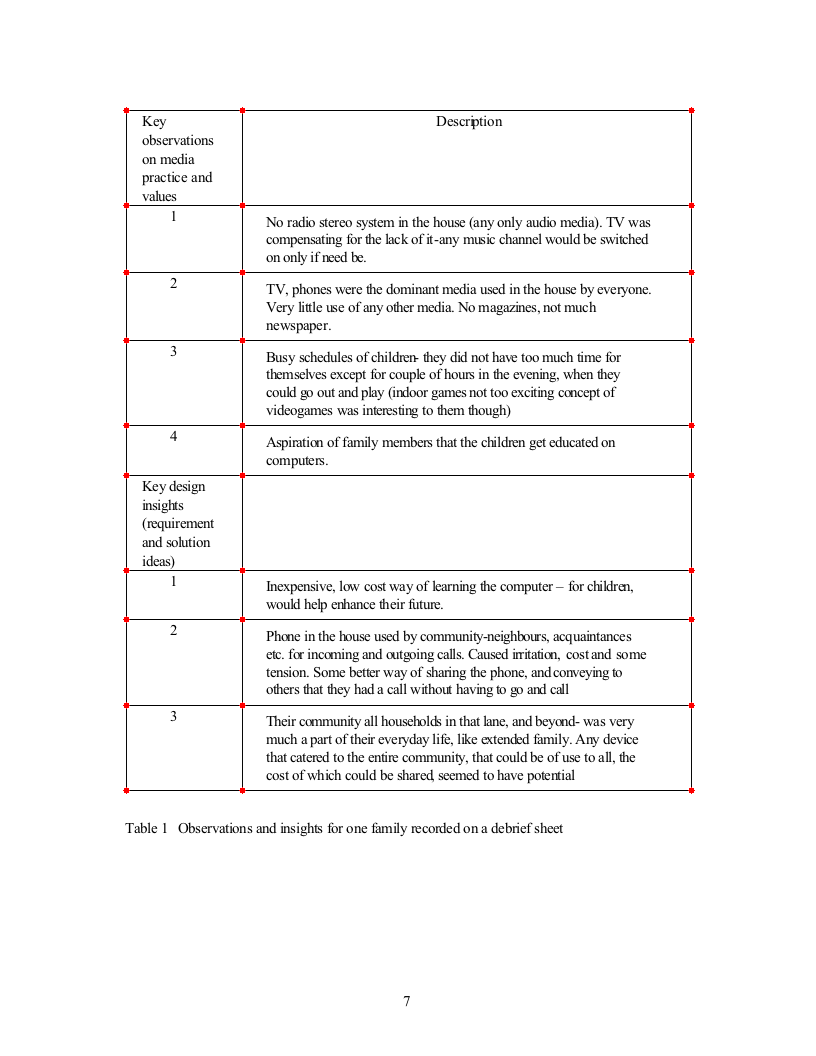 Key
observations
on media
practice and
values
Description
1
No radio stereo system in the house (any only audio media). TV was
compensating for the lack of it-any music channel would be switched
on only if need be.
2
TV, phones were the dominant media used in the house by everyone.
Very little use of any other media. No magazines, not much
newspaper.
3
Busy schedules of children- they did not have too much time for
themselves except for couple of hours in the evening, when they
could go out and play (indoor games not too exciting concept of
videogames was interesting to them though)
4
Aspiration of family members that the children get educated on
computers.
Key design
insights
(requirement
and solution
ideas)
1
Inexpensive, low cost way of learning the computer – for children,
would help enhance their future.
2
Phone in the house used by community-neighbours, acquaintances
etc. for incoming and outgoing calls. Caused irritation, cost and some
tension. Some better way of sharing the phone, and conveying to
others that they had a call without having to go and call
3
Their community all households in that lane, and beyond- was very
much a part of their everyday life, like extended family. Any device
that catered to the entire community, that could be of use to all, the
cost of which could be shared, seemed to have potential
Table 1 Observations and insights for one family recorded on a debrief sheet
7